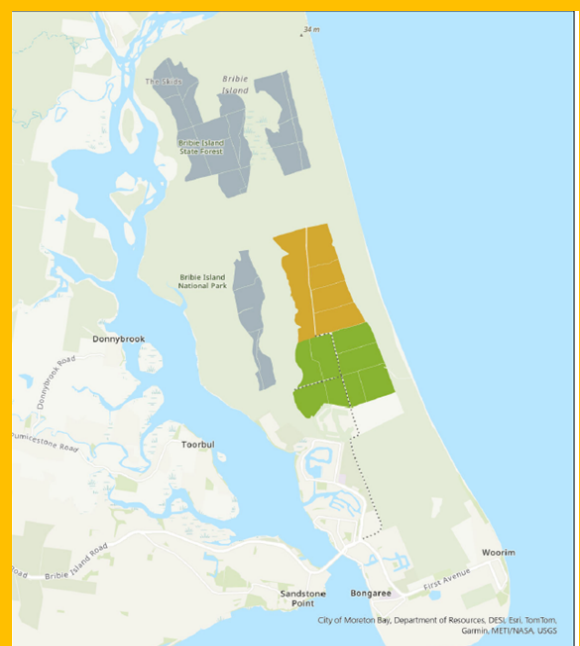 34 m
The Skids
Bribie
Island
Bribie Island
State Forest
Bribie Island
National Park
Donnybrook
Donnybrook Road
umicestone Road
Toorbul
oad
Bribie Island Road
Woorim
First Avenue
Sandstone
Point
Bongaree
City of Moreton Bay, Department of Resources, DESI, Esri, TomTom,
Garmin, METI/NASA, USGS